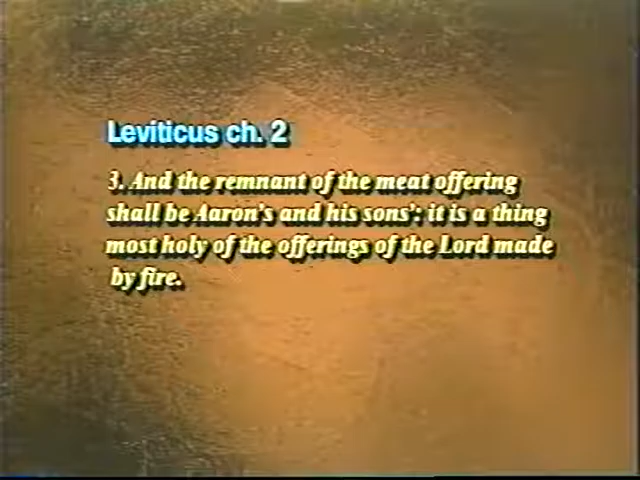 Leviticus ch. 2
3. And the remnant of the meat offering
shall be Aaron's and his sons': it is a thing
most holy of the offerings of the Lord made
by fire.